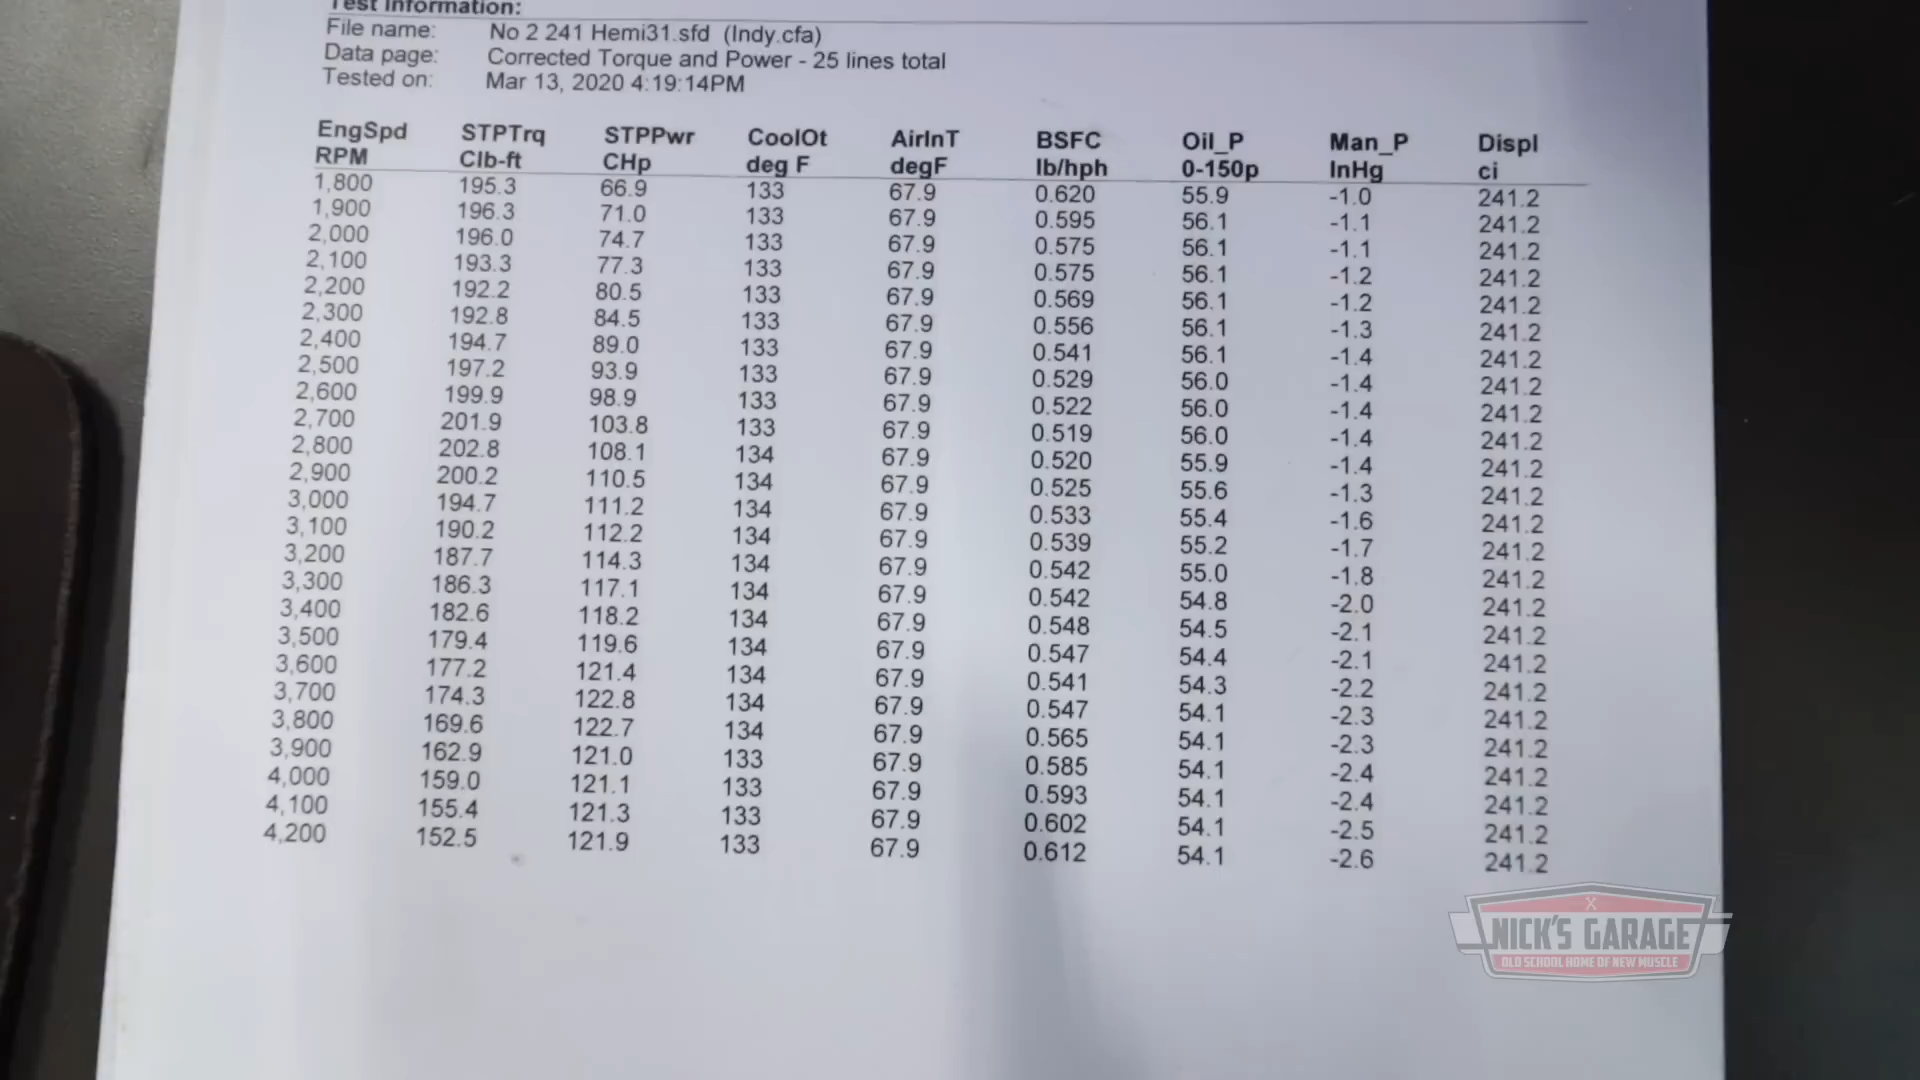 Test Information:
File name: No 2 241 Hemi31.sfd (Indy.cfa)
Data page: Corrected Torque and Power - 25 lines total
Tested on: Mar 13, 2020 4:19:14PM
EngSpd STPTrq STPPwr CoolOt AirInT BSFC Oil_P Man_P Displ
RPM Clb-ft CHp deg F degF lb/hph 0-150p InHg ci
1,800 195.3 66.9 133 67.9 0.620 55.9 -1.0 241.2
1,900 196.3 71.0 133 67.9 0.595 56.1 -1.1 241.2
2,000 196.0 74.7 133 67.9 0.575 56.1 -1.1 241.2
2,100 193.3 77.3 133 67.9 0.575 56.1 -1.2 241.2
2,200 192.2 80.5 133 67.9 0.569 56.1 -1.2 241.2
2,300 192.8 84.5 133 67.9 0.556 56.1 -1.3 241.2
2,400 194.7 89.0 133 67.9 0.541 56.1 -1.4 241.2
2,500 197.2 93.9 133 67.9 0.529 56.0 -1.4 241.2
2,600 199.9 98.9 133 67.9 0.522 56.0 -1.4 241.2
2,700 201.9 103.8 133 67.9 0.519 56.0 -1.4 241.2
2,800 202.8 108.1 134 67.9 0.520 55.9 -1.4 241.2
2,900 200.2 110.5 134 67.9 0.525 55.6 -1.3 241.2
3,000 194.7 111.2 134 67.9 0.533 55.4 -1.6 241.2
3,100 190.2 112.2 134 67.9 0.539 55.2 -1.7 241.2
3,200 187.7 114.3 134 67.9 0.542 55.0 -1.8 241.2
3,300 186.3 117.1 134 67.9 0.542 54.8 -2.0 241.2
3,400 182.6 118.2 134 67.9 0.548 54.5 -2.1 241.2
3,500 179.4 119.6 134 67.9 0.547 54.4 -2.1 241.2
3,600 177.2 121.4 134 67.9 0.541 54.3 -2.2 241.2
3,700 174.3 122.8 134 67.9 0.547 54.1 -2.3 241.2
3,800 169.6 122.7 134 67.9 0.565 54.1 -2.3 241.2
3,900 162.9 121.0 133 67.9 0.585 54.1 -2.4 241.2
4,000 159.0 121.1 133 67.9 0.593 54.1 -2.4 241.2
4,100 155.4 121.3 133 67.9 0.602 54.1 -2.5 241.2
4,200 152.5 121.9 133 67.9 0.612 54.1 -2.6 241.2
NICK'S GARAGE
OLD SCHOOL HOME OF NEW MUSCLE